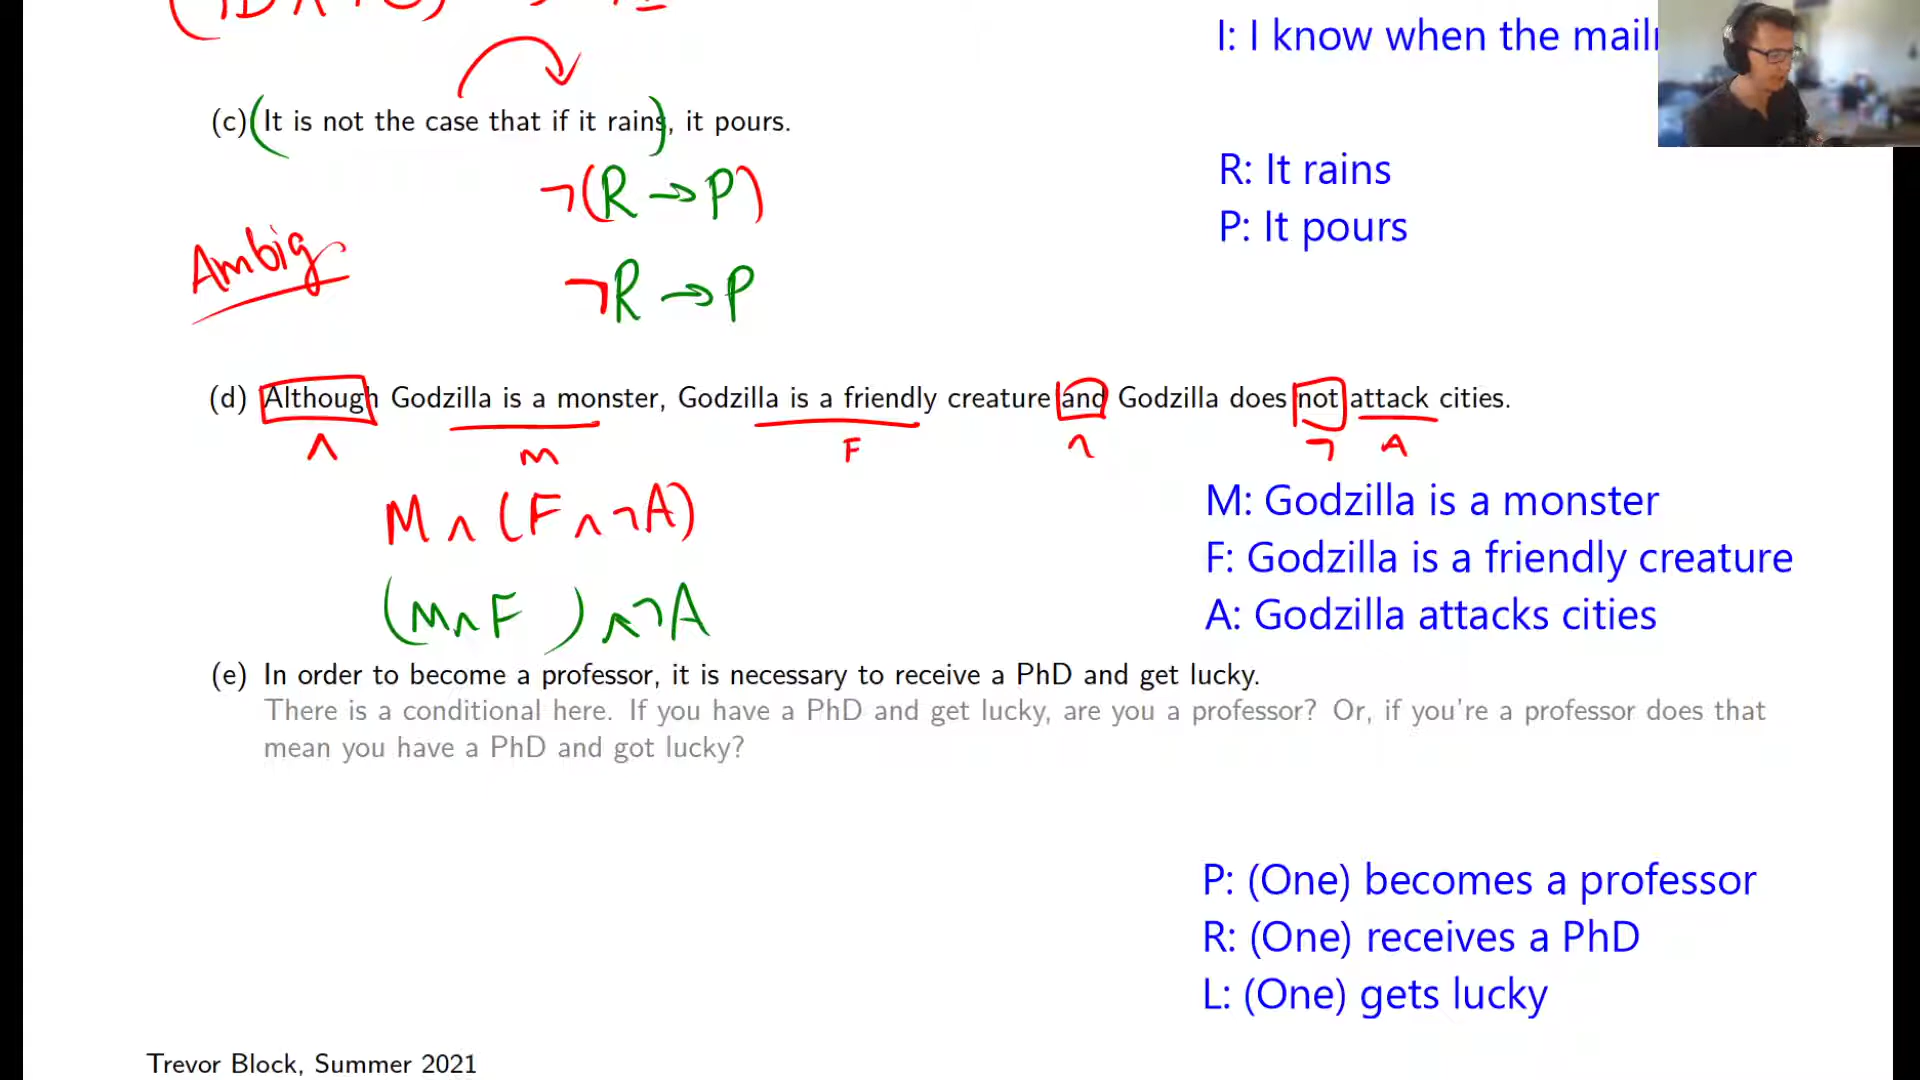 I: I know when the mail
(c) (It is not the case that if it rains), it pours.
¬(R → P)
R: It rains
P: It pours
Ambig
¬R → P
(d) Although Godzilla is a monster, Godzilla is a friendly creature and Godzilla does not attack cities.
∧ M F ∧ ¬ A
M ∧ (F ∧ ¬A)
(M ∧ F) ∧ ¬A
M: Godzilla is a monster
F: Godzilla is a friendly creature
A: Godzilla attacks cities
(e) In order to become a professor, it is necessary to receive a PhD and get lucky.
There is a conditional here. If you have a PhD and get lucky, are you a professor? Or, if you're a professor does that
mean you have a PhD and got lucky?
P: (One) becomes a professor
R: (One) receives a PhD
L: (One) gets lucky
Trevor Block, Summer 2021